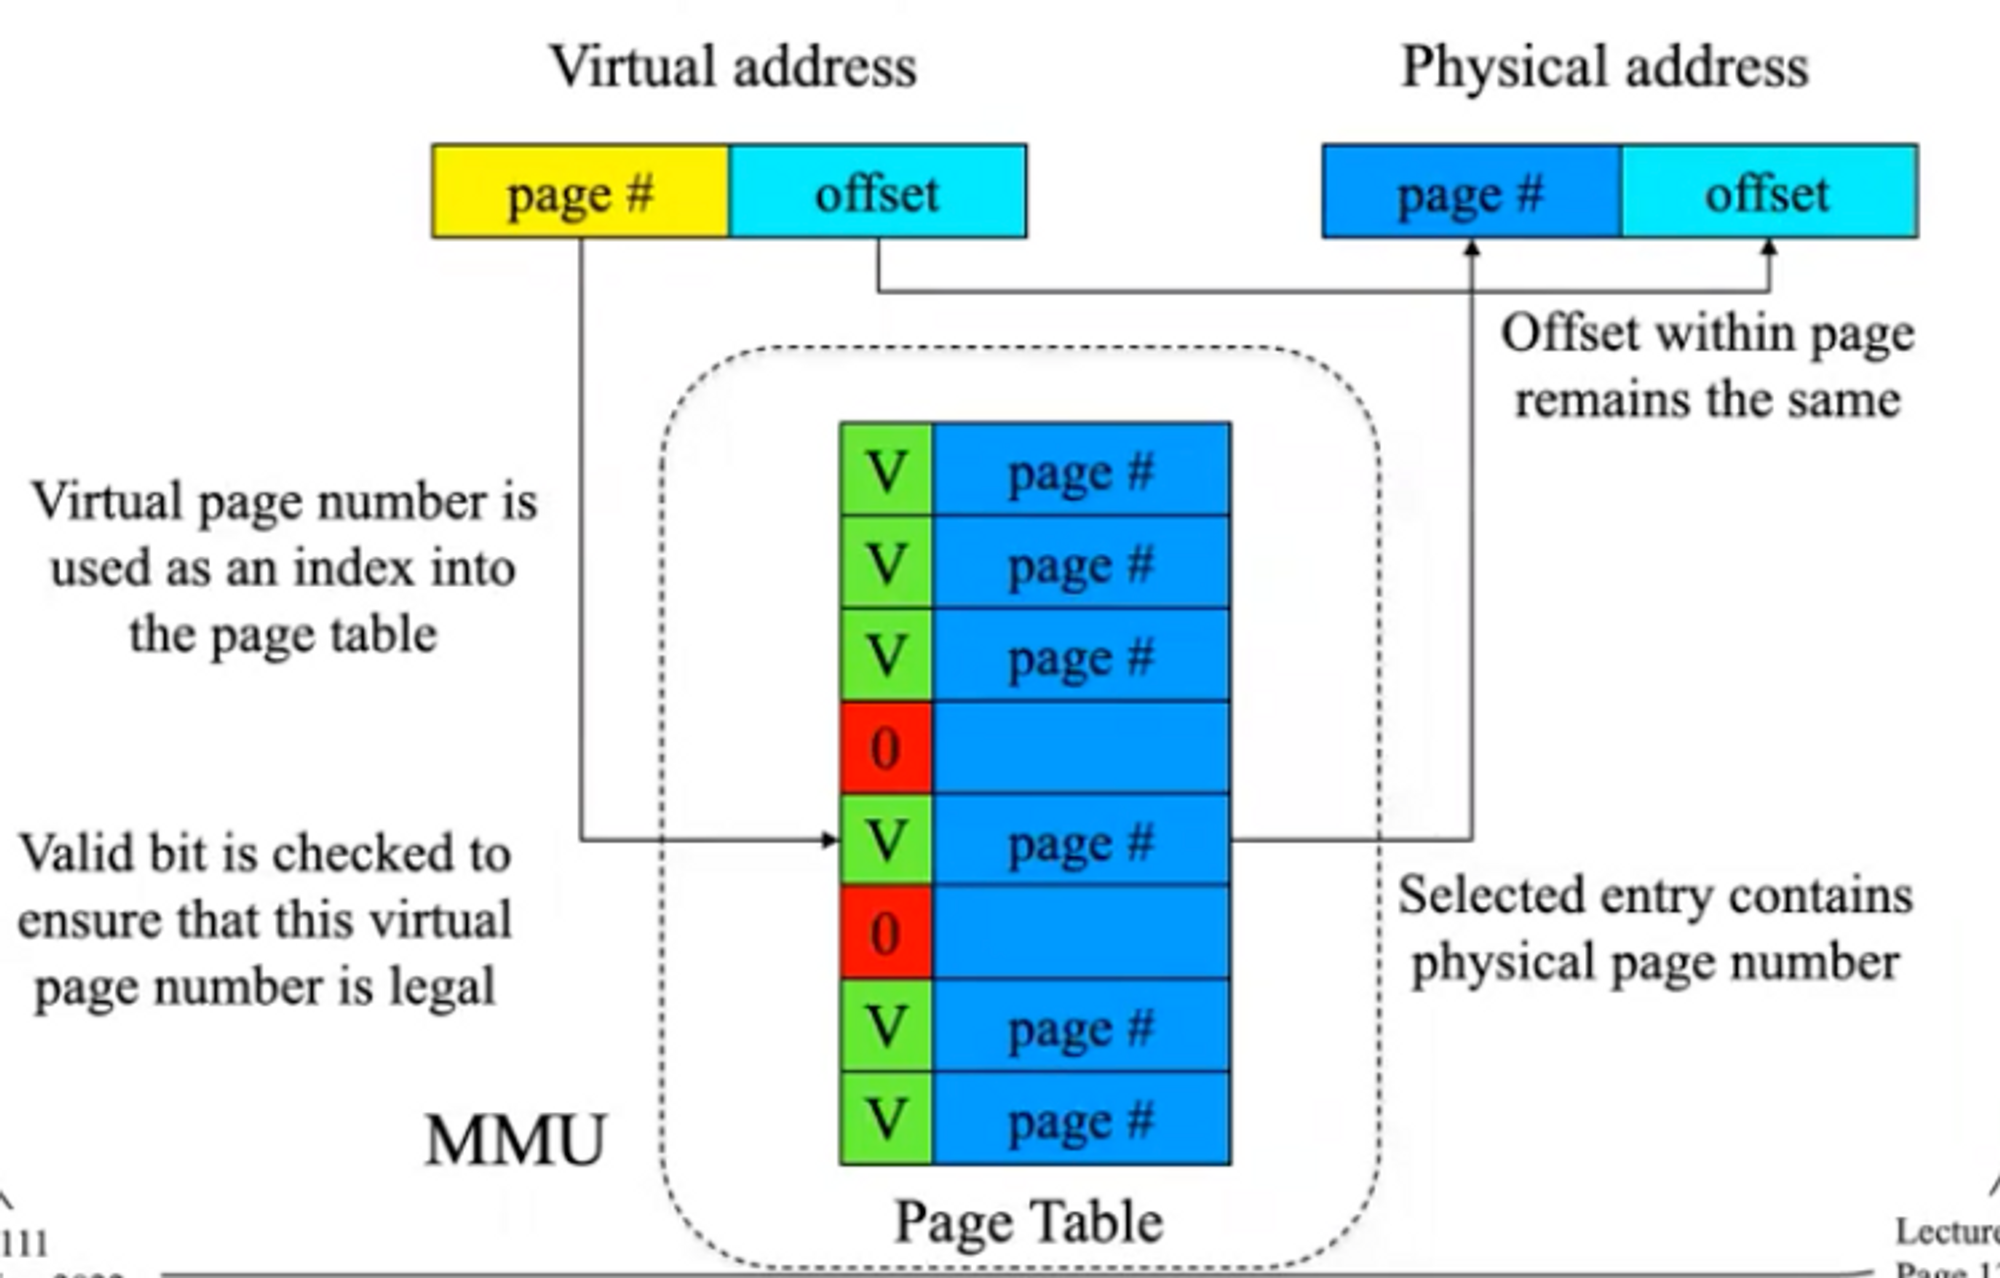 Virtual address
Physical address
page #
offset
page #
offset
Offset within page
remains the same
Virtual page number is
used as an index into
the page table
V
page #
V
page #
V
page #
0
V
page #
0
V
page #
V
page #
Valid bit is checked to
ensure that this virtual
page number is legal
Selected entry contains
physical page number
MMU
Page Table
111
Lecture
Page